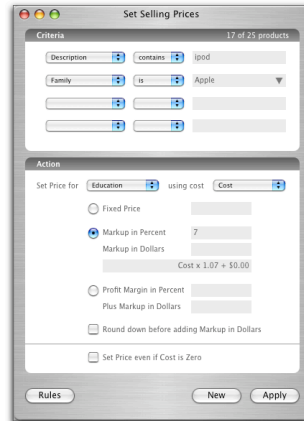 Set Selling Prices
Criteria 17 of 25 products
Description contains ipod
Family is Apple
Action
Set Price for Education using cost Cost
Fixed Price
Markup in Percent 7
Markup in Dollars
Cost x 1.07 + $0.00
Profit Margin in Percent
Plus Markup in Dollars
Round down before adding Markup in Dollars
Set Price even if Cost is Zero
Rules New Apply